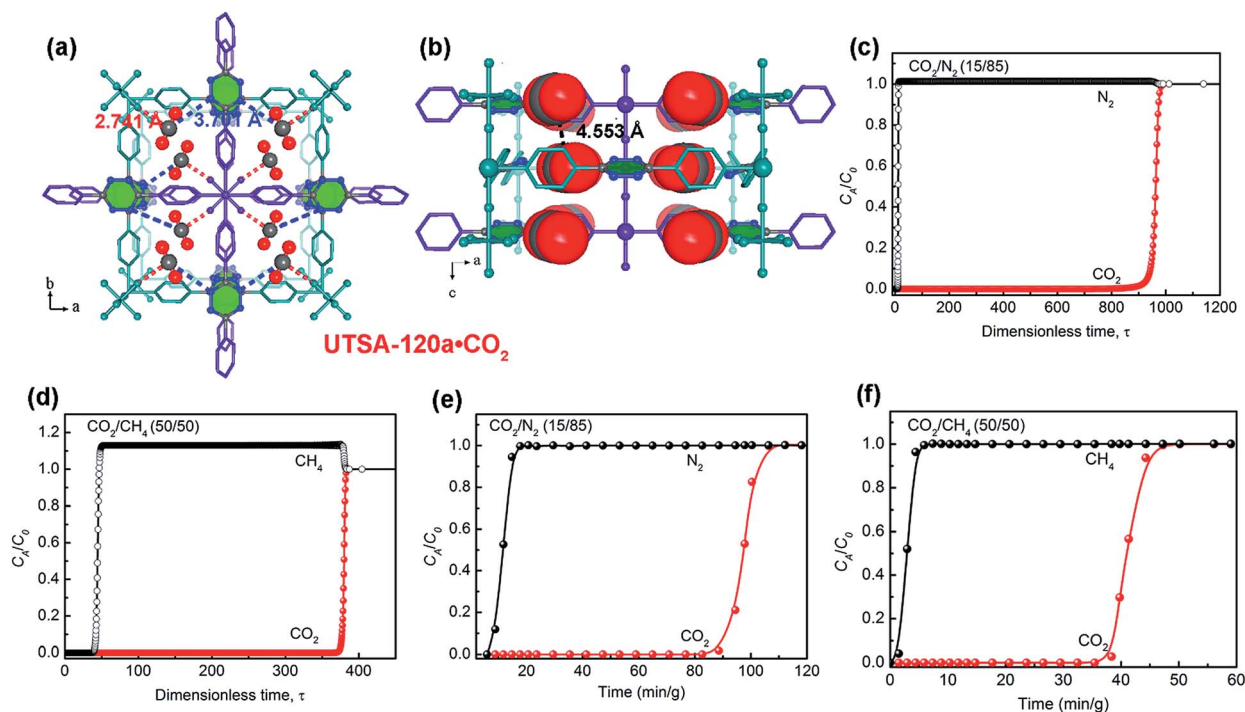 (a)
2.741 Å
3.701 Å
b
a
UTSA-120a•CO₂
(b)
4.553 Å
a
c
(c)
CO₂/N₂ (15/85)
N₂
CO₂
C_A/C₀
1.0
0.8
0.6
0.4
0.2
0.0
0 200 400 600 800 1000 1200
Dimensionless time, τ
(d)
CO₂/CH₄ (50/50)
CH₄
CO₂
C_A/C₀
1.2
1.0
0.8
0.6
0.4
0.2
0.0
0 100 200 300 400
Dimensionless time, τ
(e)
CO₂/N₂ (15/85)
N₂
CO₂
C_A/C₀
1.0
0.8
0.6
0.4
0.2
0.0
20 40 60 80 100 120
Time (min/g)
(f)
CO₂/CH₄ (50/50)
CH₄
CO₂
C_A/C₀
1.0
0.8
0.6
0.4
0.2
0.0
0 10 20 30 40 50 60
Time (min/g)